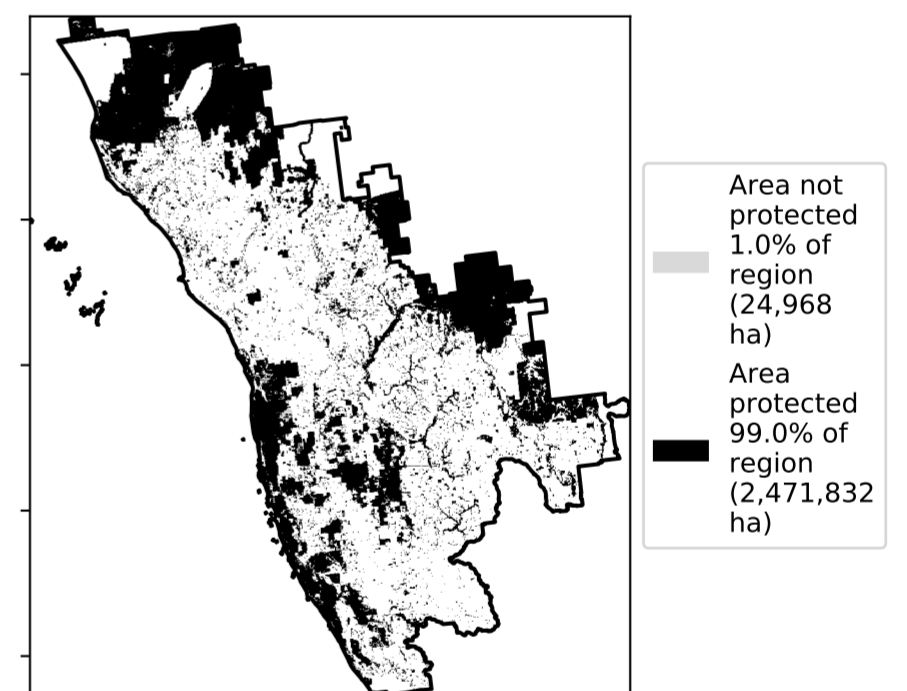 Area not
protected
1.0% of
region
(24,968
ha)
Area
protected
99.0% of
region
(2,471,832
ha)